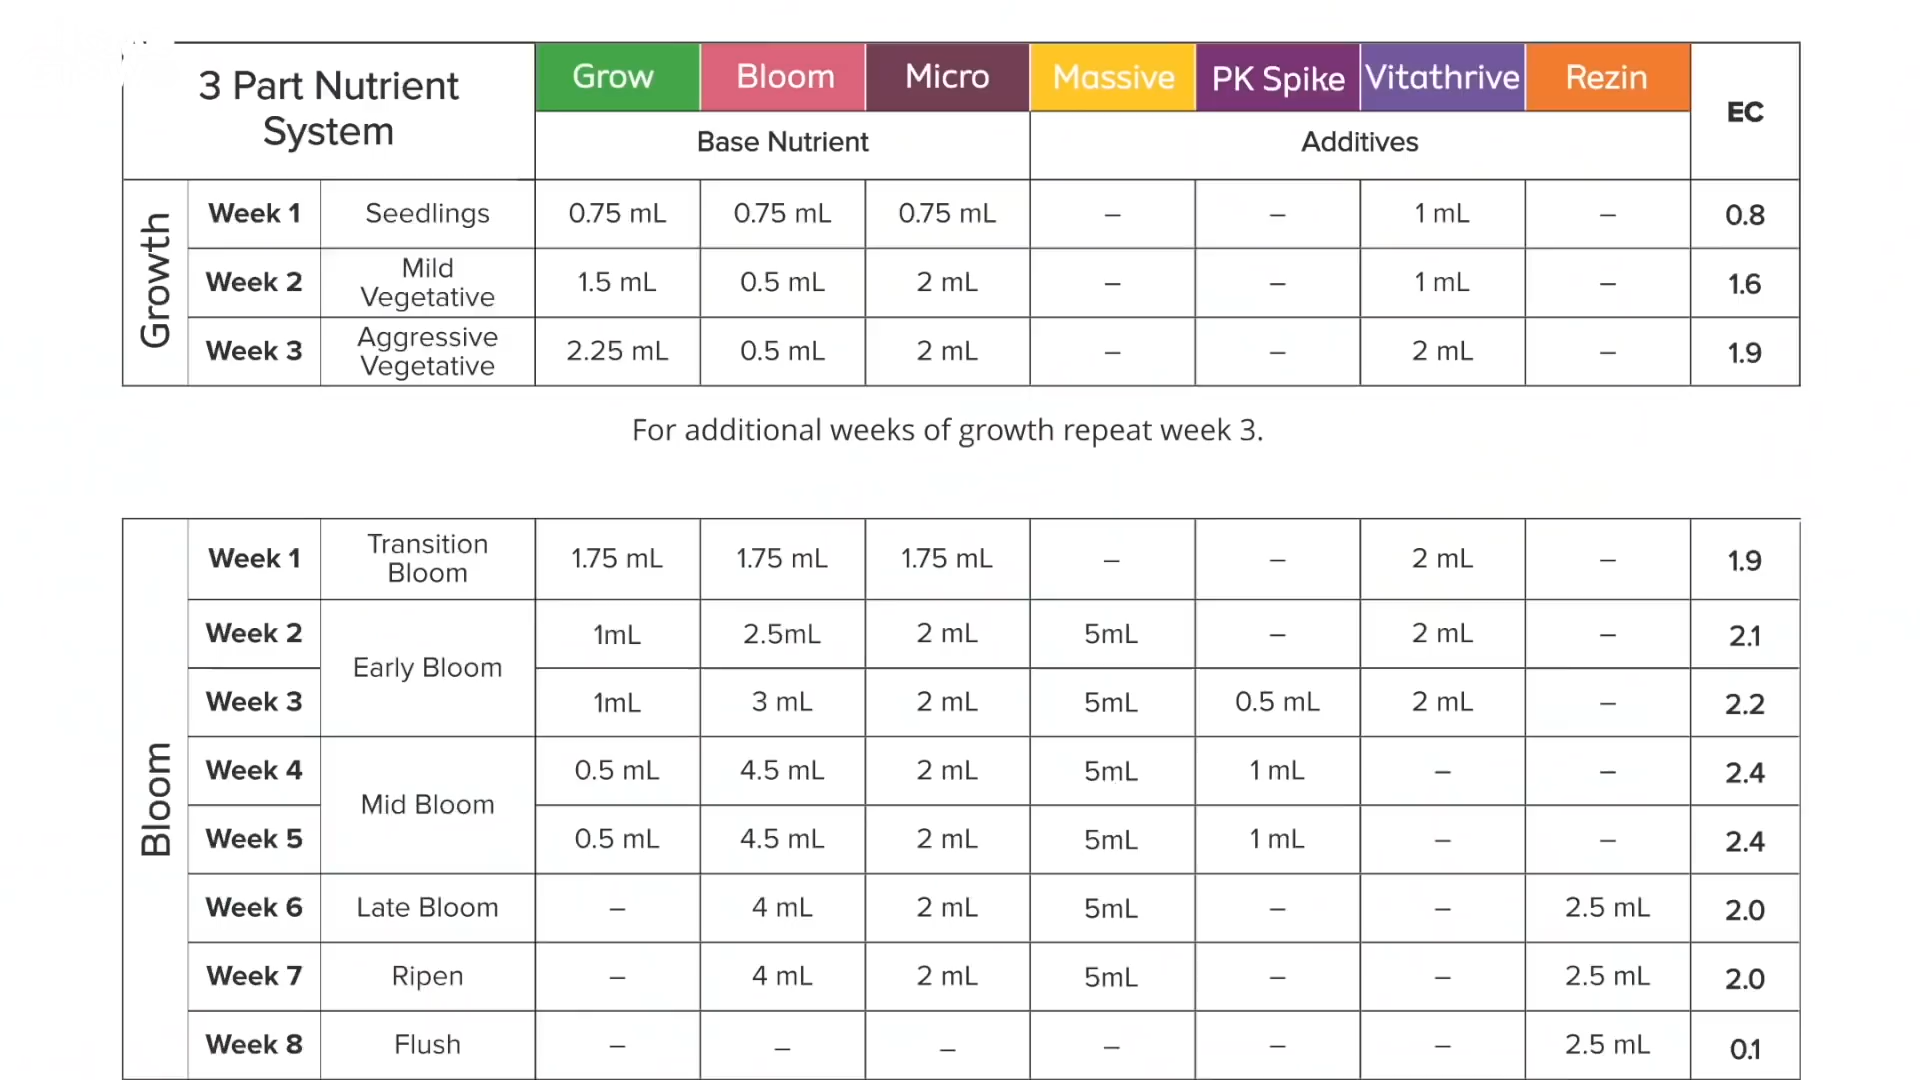 3 Part Nutrient System Grow Bloom Micro Massive PK Spike Vitathrive Rezin EC
Base Nutrient Additives
Growth
Week 1 Seedlings 0.75 mL 0.75 mL 0.75 mL – – 1 mL – 0.8
Week 2 Mild Vegetative 1.5 mL 0.5 mL 2 mL – – 1 mL – 1.6
Week 3 Aggressive Vegetative 2.25 mL 0.5 mL 2 mL – – 2 mL – 1.9
For additional weeks of growth repeat week 3.
Bloom
Week 1 Transition Bloom 1.75 mL 1.75 mL 1.75 mL – – 2 mL – 1.9
Week 2 Early Bloom 1mL 2.5mL 2 mL 5mL – 2 mL – 2.1
Week 3 1mL 3 mL 2 mL 5mL 0.5 mL 2 mL – 2.2
Week 4 Mid Bloom 0.5 mL 4.5 mL 2 mL 5mL 1 mL – – 2.4
Week 5 0.5 mL 4.5 mL 2 mL 5mL 1 mL – – 2.4
Week 6 Late Bloom – 4 mL 2 mL 5mL – – 2.5 mL 2.0
Week 7 Ripen – 4 mL 2 mL 5mL – – 2.5 mL 2.0
Week 8 Flush – – – – – – 2.5 mL 0.1